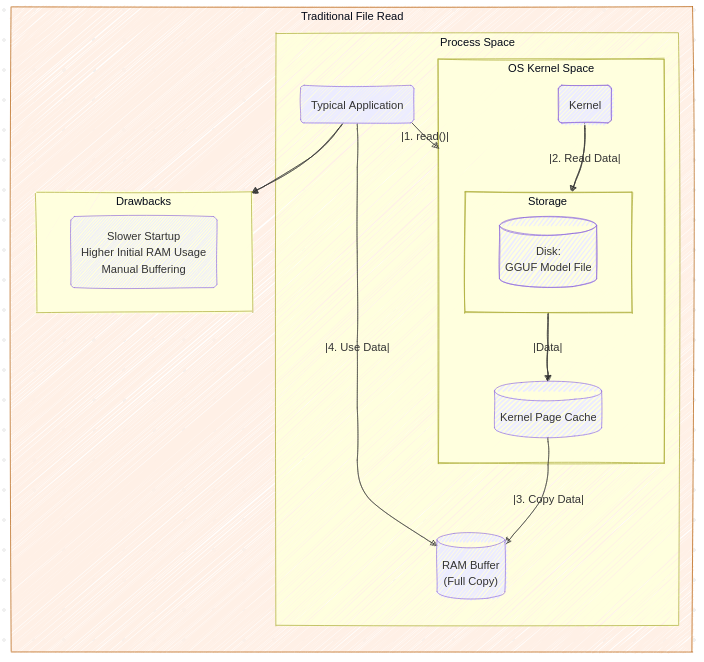 Traditional File Read
Process Space
OS Kernel Space
Typical Application
Kernel
|1. read()|
|2. Read Data|
Drawbacks
Slower Startup
Higher Initial RAM Usage
Manual Buffering
Storage
Disk:
GGUF Model File
|4. Use Data|
|Data|
Kernel Page Cache
|3. Copy Data|
RAM Buffer
(Full Copy)